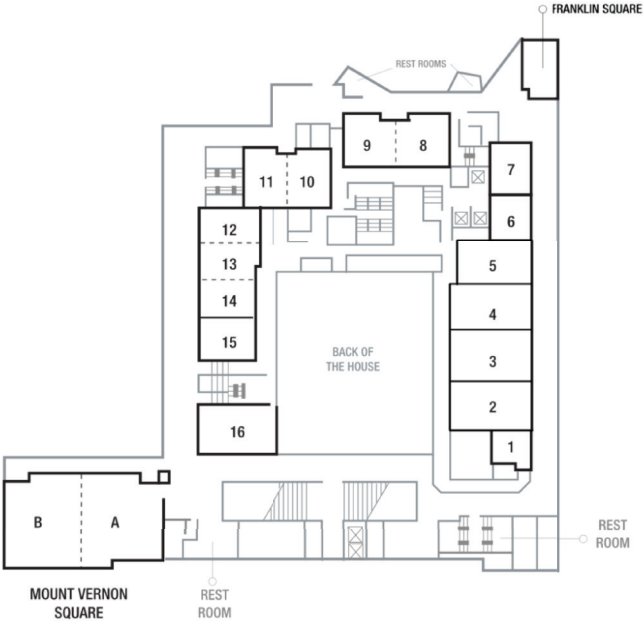 FRANKLIN SQUARE
REST ROOMS
9
8
7
11
10
6
12
13
5
14
4
15
BACK OF
THE HOUSE
3
2
16
1
B
A
REST
ROOM
MOUNT VERNON
SQUARE
REST
ROOM